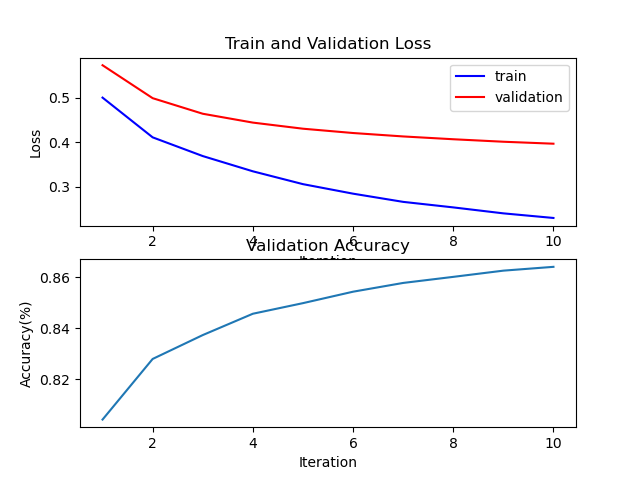 Train and Validation Loss
train
validation
Loss
0.5
0.4
0.3
2
4
6
8
10
Iteration
Validation Accuracy
Accuracy(%)
0.86
0.84
0.82
2
4
6
8
10
Iteration